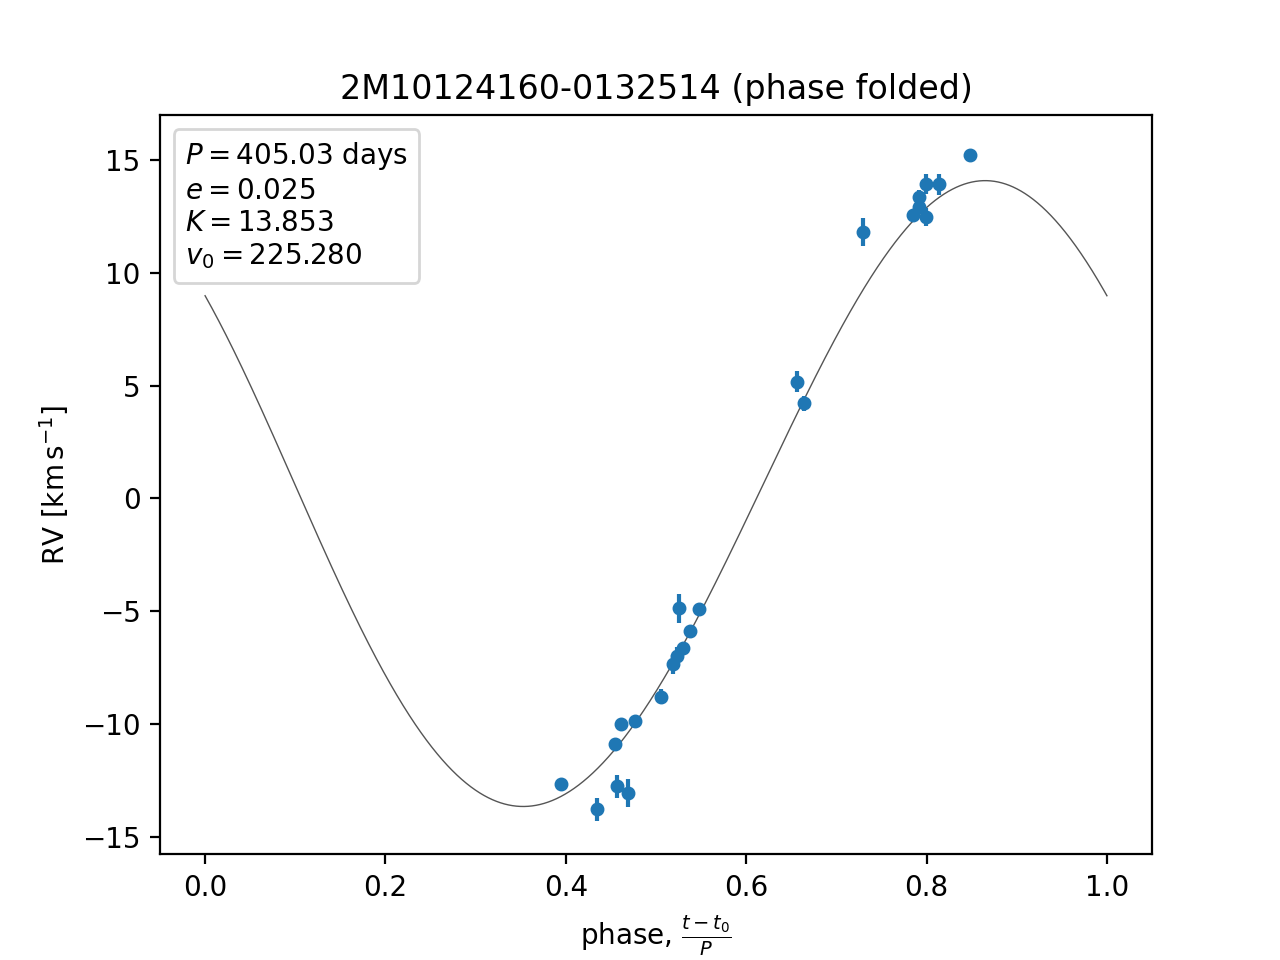 2M10124160-0132514 (phase folded)
P = 405.03 days
e = 0.025
K = 13.853
v₀ = 225.280
15
10
5
0
−5
−10
−15
RV [km s⁻¹]
0.0 0.2 0.4 0.6 0.8 1.0
phase, (t − t₀)/P